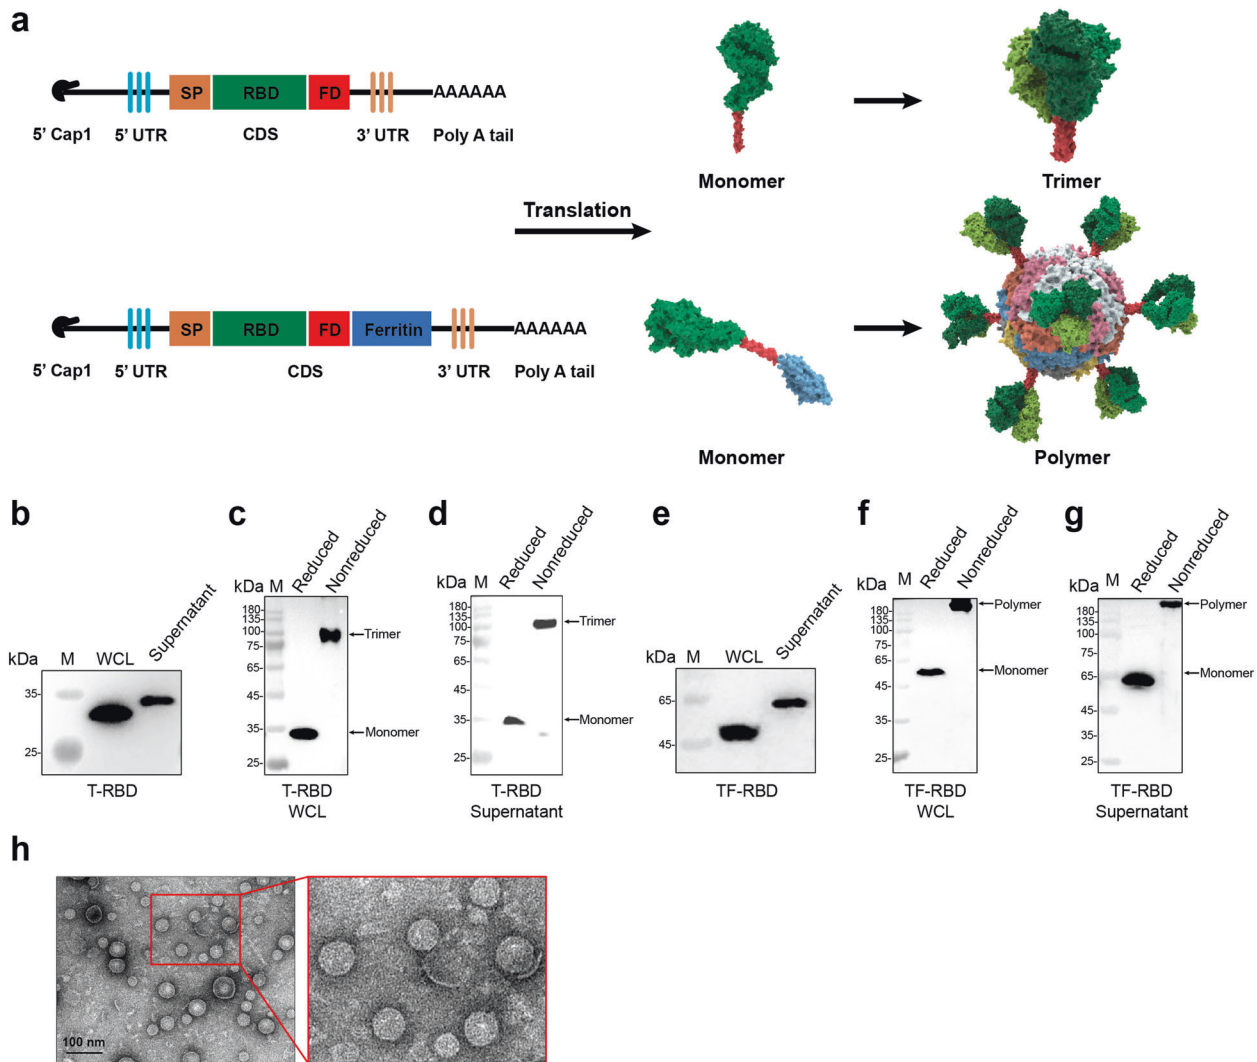 a
SP RBD FD AAAAAA
5’ Cap1 5’ UTR CDS 3’ UTR Poly A tail
Monomer Trimer
Translation
SP RBD FD Ferritin AAAAAA
5’ Cap1 5’ UTR CDS 3’ UTR Poly A tail
Monomer Polymer
b
kDa M WCL Supernatant
35-
25-
T-RBD
c
kDa M Reduced Nonreduced
180-
135-
100-
75-
65-
45-
35-
25-
Trimer
Monomer
T-RBD
WCL
d
kDa M Reduced Nonreduced
180-
135-
100-
75-
65-
45-
35-
25-
Trimer
Monomer
T-RBD
Supernatant
e
kDa M WCL Supernatant
65-
45-
TF-RBD
f
kDa M Reduced Nonreduced
180-
135-
100-
75-
65-
45-
35-
25-
Polymer
Monomer
TF-RBD
WCL
g
kDa M Reduced Nonreduced
180-
135-
100-
75-
65-
45-
35-
25-
Polymer
Monomer
TF-RBD
Supernatant
h
100 nm